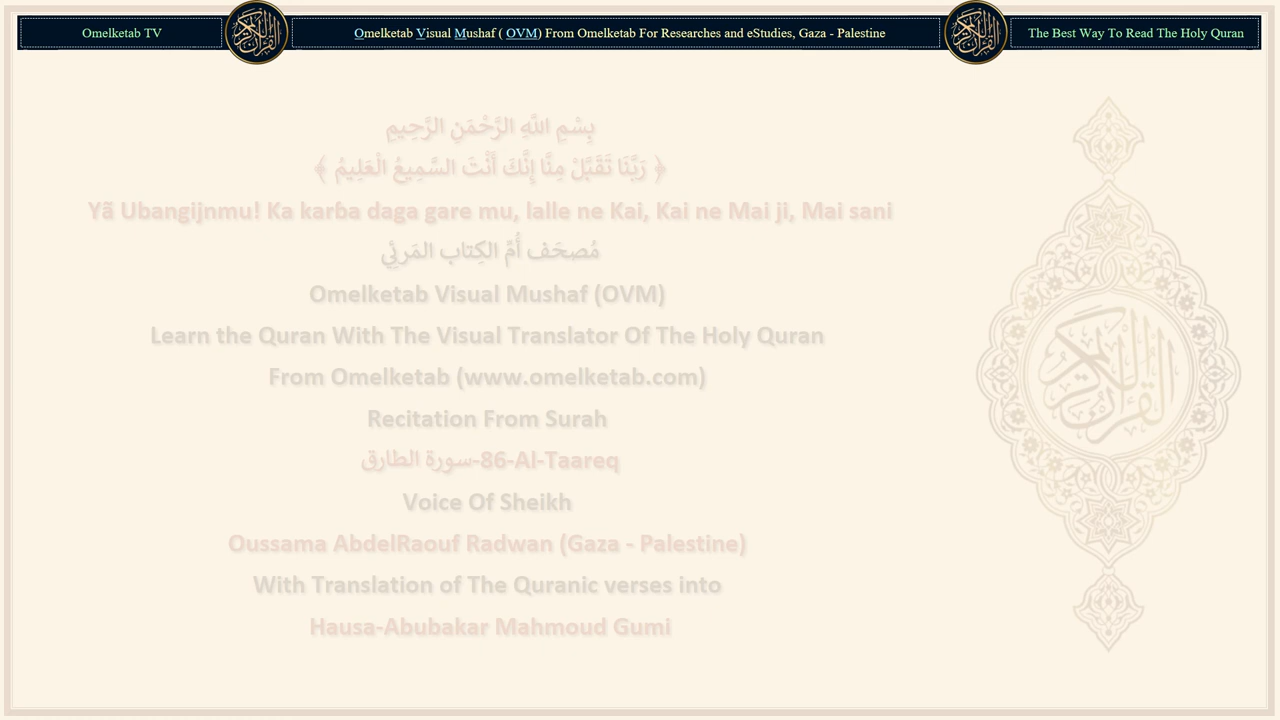 Omelketab TV
Omelketab Visual Mushaf ( OVM) From Omelketab For Researches and eStudies, Gaza - Palestine
The Best Way To Read The Holy Quran
بِسْمِ اللَّهِ الرَّحْمَنِ الرَّحِيمِ
﴿ رَبَّنَا تَقَبَّلْ مِنَّا إِنَّكَ أَنْتَ السَّمِيعُ الْعَلِيمُ ﴾
Yã Ubangijnmu! Ka karɓa daga gare mu, lalle ne Kai, Kai ne Mai ji, Mai sani
مُصحَف أُمِّ الكِتاب المَرئي
Omelketab Visual Mushaf (OVM)
Learn the Quran With The Visual Translator Of The Holy Quran
From Omelketab (www.omelketab.com)
Recitation From Surah
سورة الطارق-86-Al-Taareq
Voice Of Sheikh
Oussama AbdelRaouf Radwan (Gaza - Palestine)
With Translation of The Quranic verses into
Hausa-Abubakar Mahmoud Gumi
القرآن الكريم